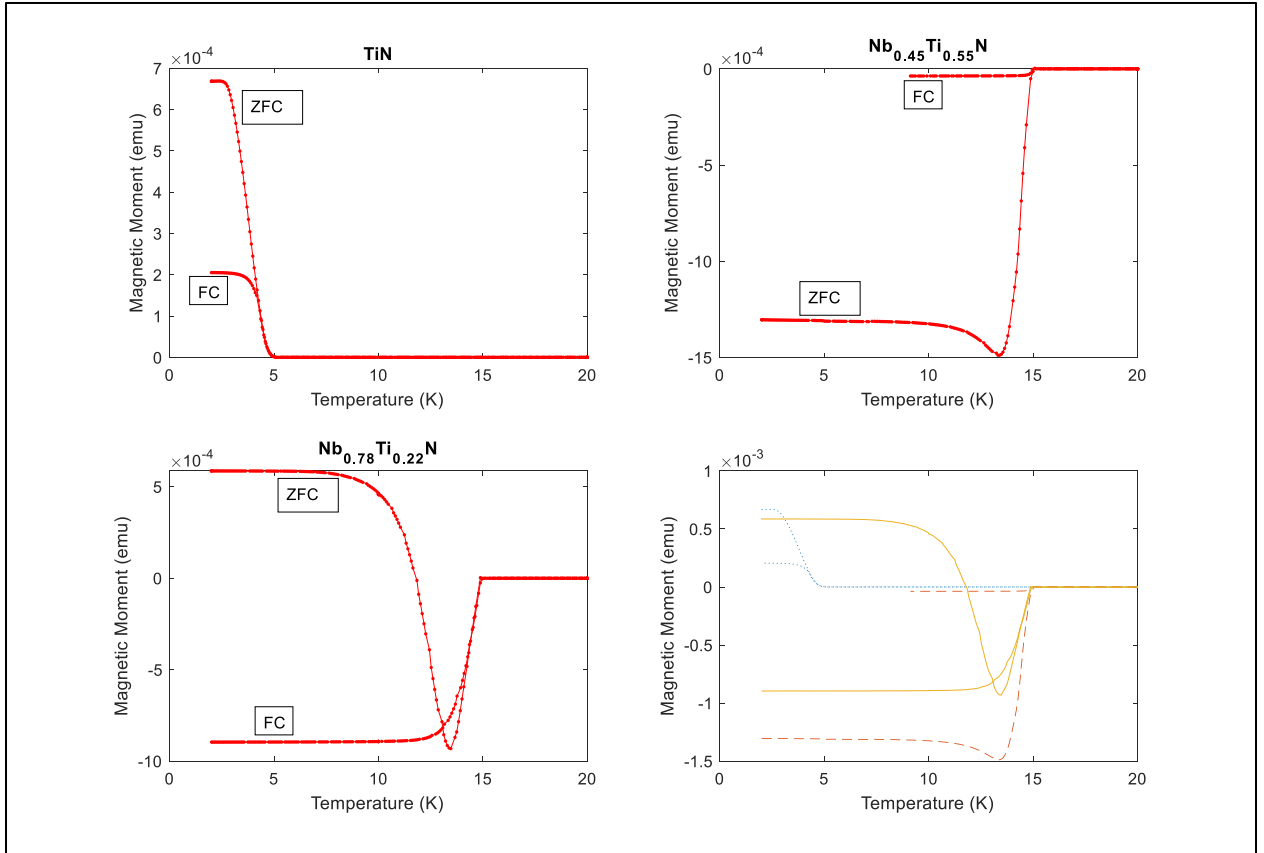 TiN
×10⁻⁴
7
6
5
4
3
2
1
0
Magnetic Moment (emu)
ZFC
FC
0 5 10 15 20
Temperature (K)
Nb₀.₄₅Ti₀.₅₅N
×10⁻⁴
0
-5
-10
-15
Magnetic Moment (emu)
FC
ZFC
0 5 10 15 20
Temperature (K)
Nb₀.₇₈Ti₀.₂₂N
×10⁻⁴
5
0
-5
-10
Magnetic Moment (emu)
ZFC
FC
0 5 10 15 20
Temperature (K)
×10⁻³
1
0.5
0
-0.5
-1
-1.5
Magnetic Moment (emu)
0 5 10 15 20
Temperature (K)